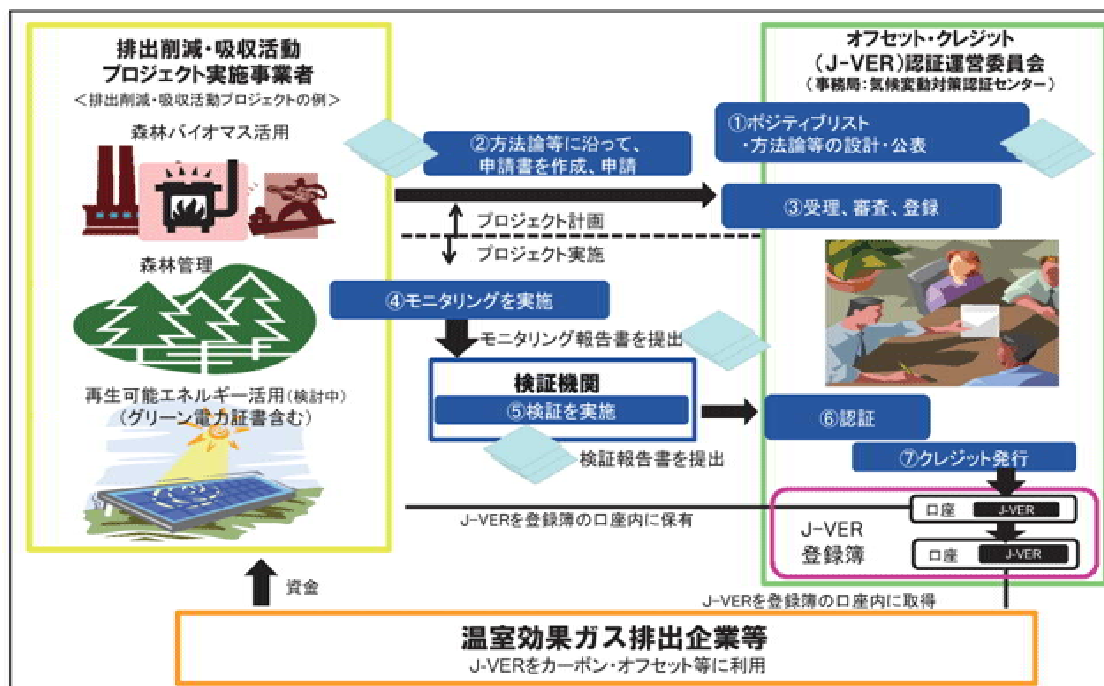 排出削減・吸収活動
プロジェクト実施事業者
＜排出削減・吸収活動プロジェクトの例＞
森林バイオマス活用
森林管理
再生可能エネルギー活用(検討中)
(グリーン電力証書含む)
②方法論等に沿って、
申請書を作成、申請
プロジェクト計画
プロジェクト実施
④モニタリングを実施
モニタリング報告書を提出
検証機関
⑤検証を実施
検証報告書を提出
オフセット・クレジット
(J-VER)認証運営委員会
(事務局:気候変動対策認証センター)
①ポジティブリスト
・方法論等の設計・公表
③受理、審査、登録
⑥認証
⑦クレジット発行
J-VERを登録簿の口座内に保有
J-VER
登録簿
口座 J-VER
口座 J-VER
J-VERを登録簿の口座内に取得
資金
温室効果ガス排出企業等
J-VERをカーボン・オフセット等に利用